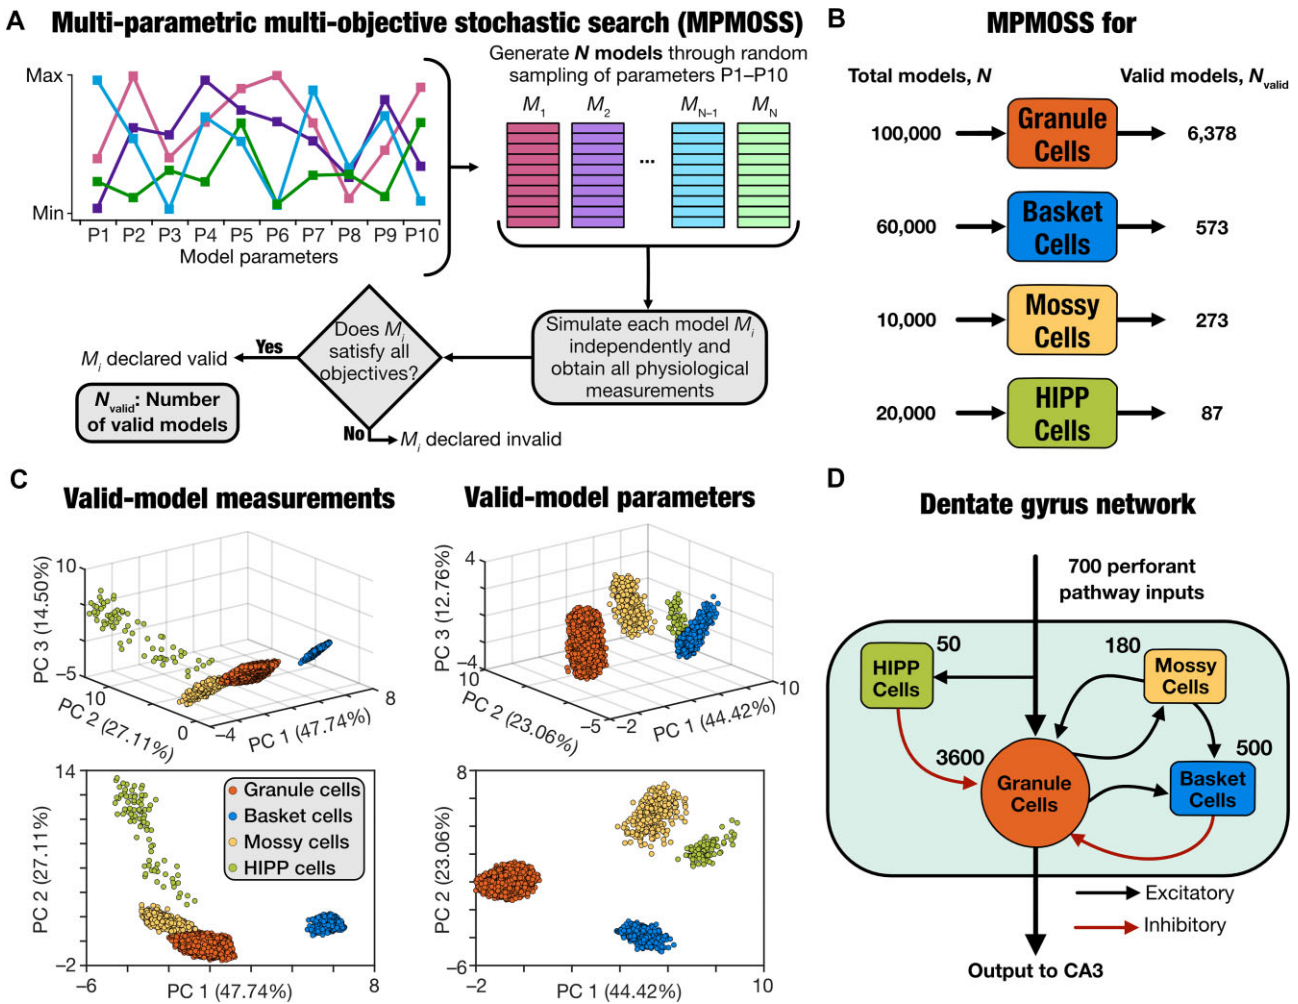 A
Multi-parametric multi-objective stochastic search (MPMOSS)
Max
Min
P1 P2 P3 P4 P5 P6 P7 P8 P9 P10
Model parameters
Generate N models through random
sampling of parameters P1–P10
M1 M2 MN−1 MN
...
Simulate each model Mi
independently and
obtain all physiological
measurements
Does Mi
satisfy all
objectives?
Yes
Mi declared valid
Nvalid: Number
of valid models
No
Mi declared invalid
B
MPMOSS for
Total models, N
Valid models, Nvalid
100,000
Granule
Cells
6,378
60,000
Basket
Cells
573
10,000
Mossy
Cells
273
20,000
HIPP
Cells
87
C
Valid-model measurements
10
−5
PC 3 (14.50%)
10
0
PC 2 (27.11%)
−4
8
PC 1 (47.74%)
Valid-model parameters
4
−4
PC 3 (12.76%)
10
−5
PC 2 (23.06%)
−2
10
PC 1 (44.42%)
14
−2
PC 2 (27.11%)
−6
8
PC 1 (47.74%)
Granule cells
Basket cells
Mossy cells
HIPP cells
8
−6
PC 2 (23.06%)
−2
10
PC 1 (44.42%)
D
Dentate gyrus network
700 perforant
pathway inputs
50
HIPP
Cells
180
Mossy
Cells
3600
Granule
Cells
500
Basket
Cells
Excitatory
Inhibitory
Output to CA3